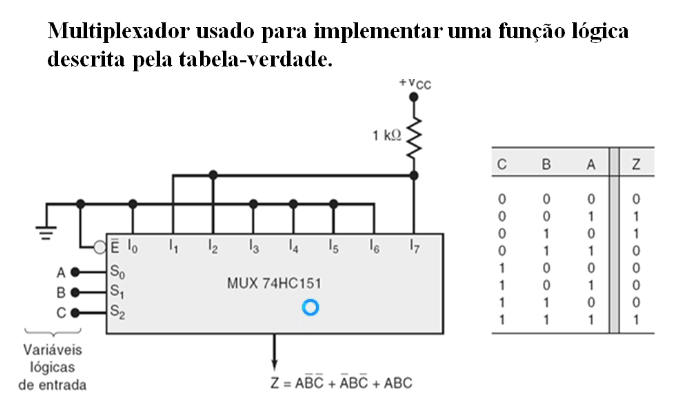 Multiplexador usado para implementar uma função lógica
descrita pela tabela-verdade.
+VCC
1 kΩ
C B A Z
0 0 0 0
0 0 1 1
0 1 0 1
0 1 1 0
1 0 0 0
1 0 1 0
1 1 0 0
1 1 1 1
E̅ I₀ I₁ I₂ I₃ I₄ I₅ I₆ I₇
A S₀
B S₁
C S₂
MUX 74HC151
Variáveis
lógicas
de entrada
Z = AB̅C̅ + A̅BC̅ + ABC